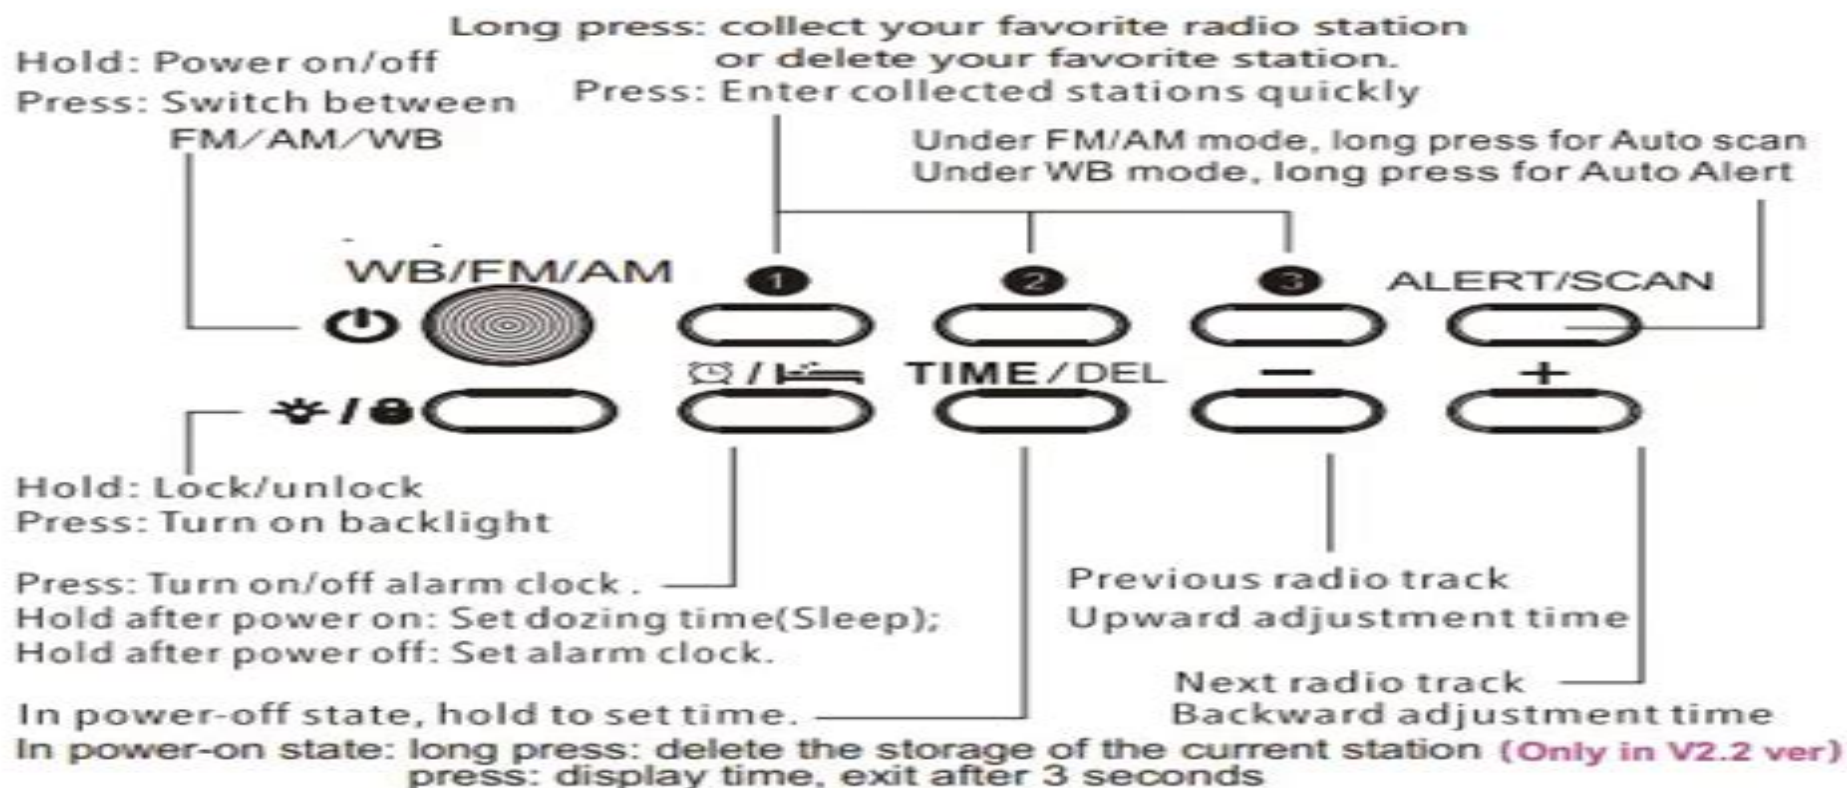 Long press: collect your favorite radio station
or delete your favorite station.
Hold: Power on/off
Press: Switch between
FM/AM/WB
Press: Enter collected stations quickly
Under FM/AM mode, long press for Auto scan
Under WB mode, long press for Auto Alert
WB/FM/AM
1
2
3
ALERT/SCAN
/
TIME/DEL
−
+
/
Hold: Lock/unlock
Press: Turn on backlight
Press: Turn on/off alarm clock .
Hold after power on: Set dozing time(Sleep);
Hold after power off: Set alarm clock.
Previous radio track
Upward adjustment time
Next radio track
Backward adjustment time
In power-off state, hold to set time.
In power-on state: long press: delete the storage of the current station (Only in V2.2 ver)
press: display time, exit after 3 seconds